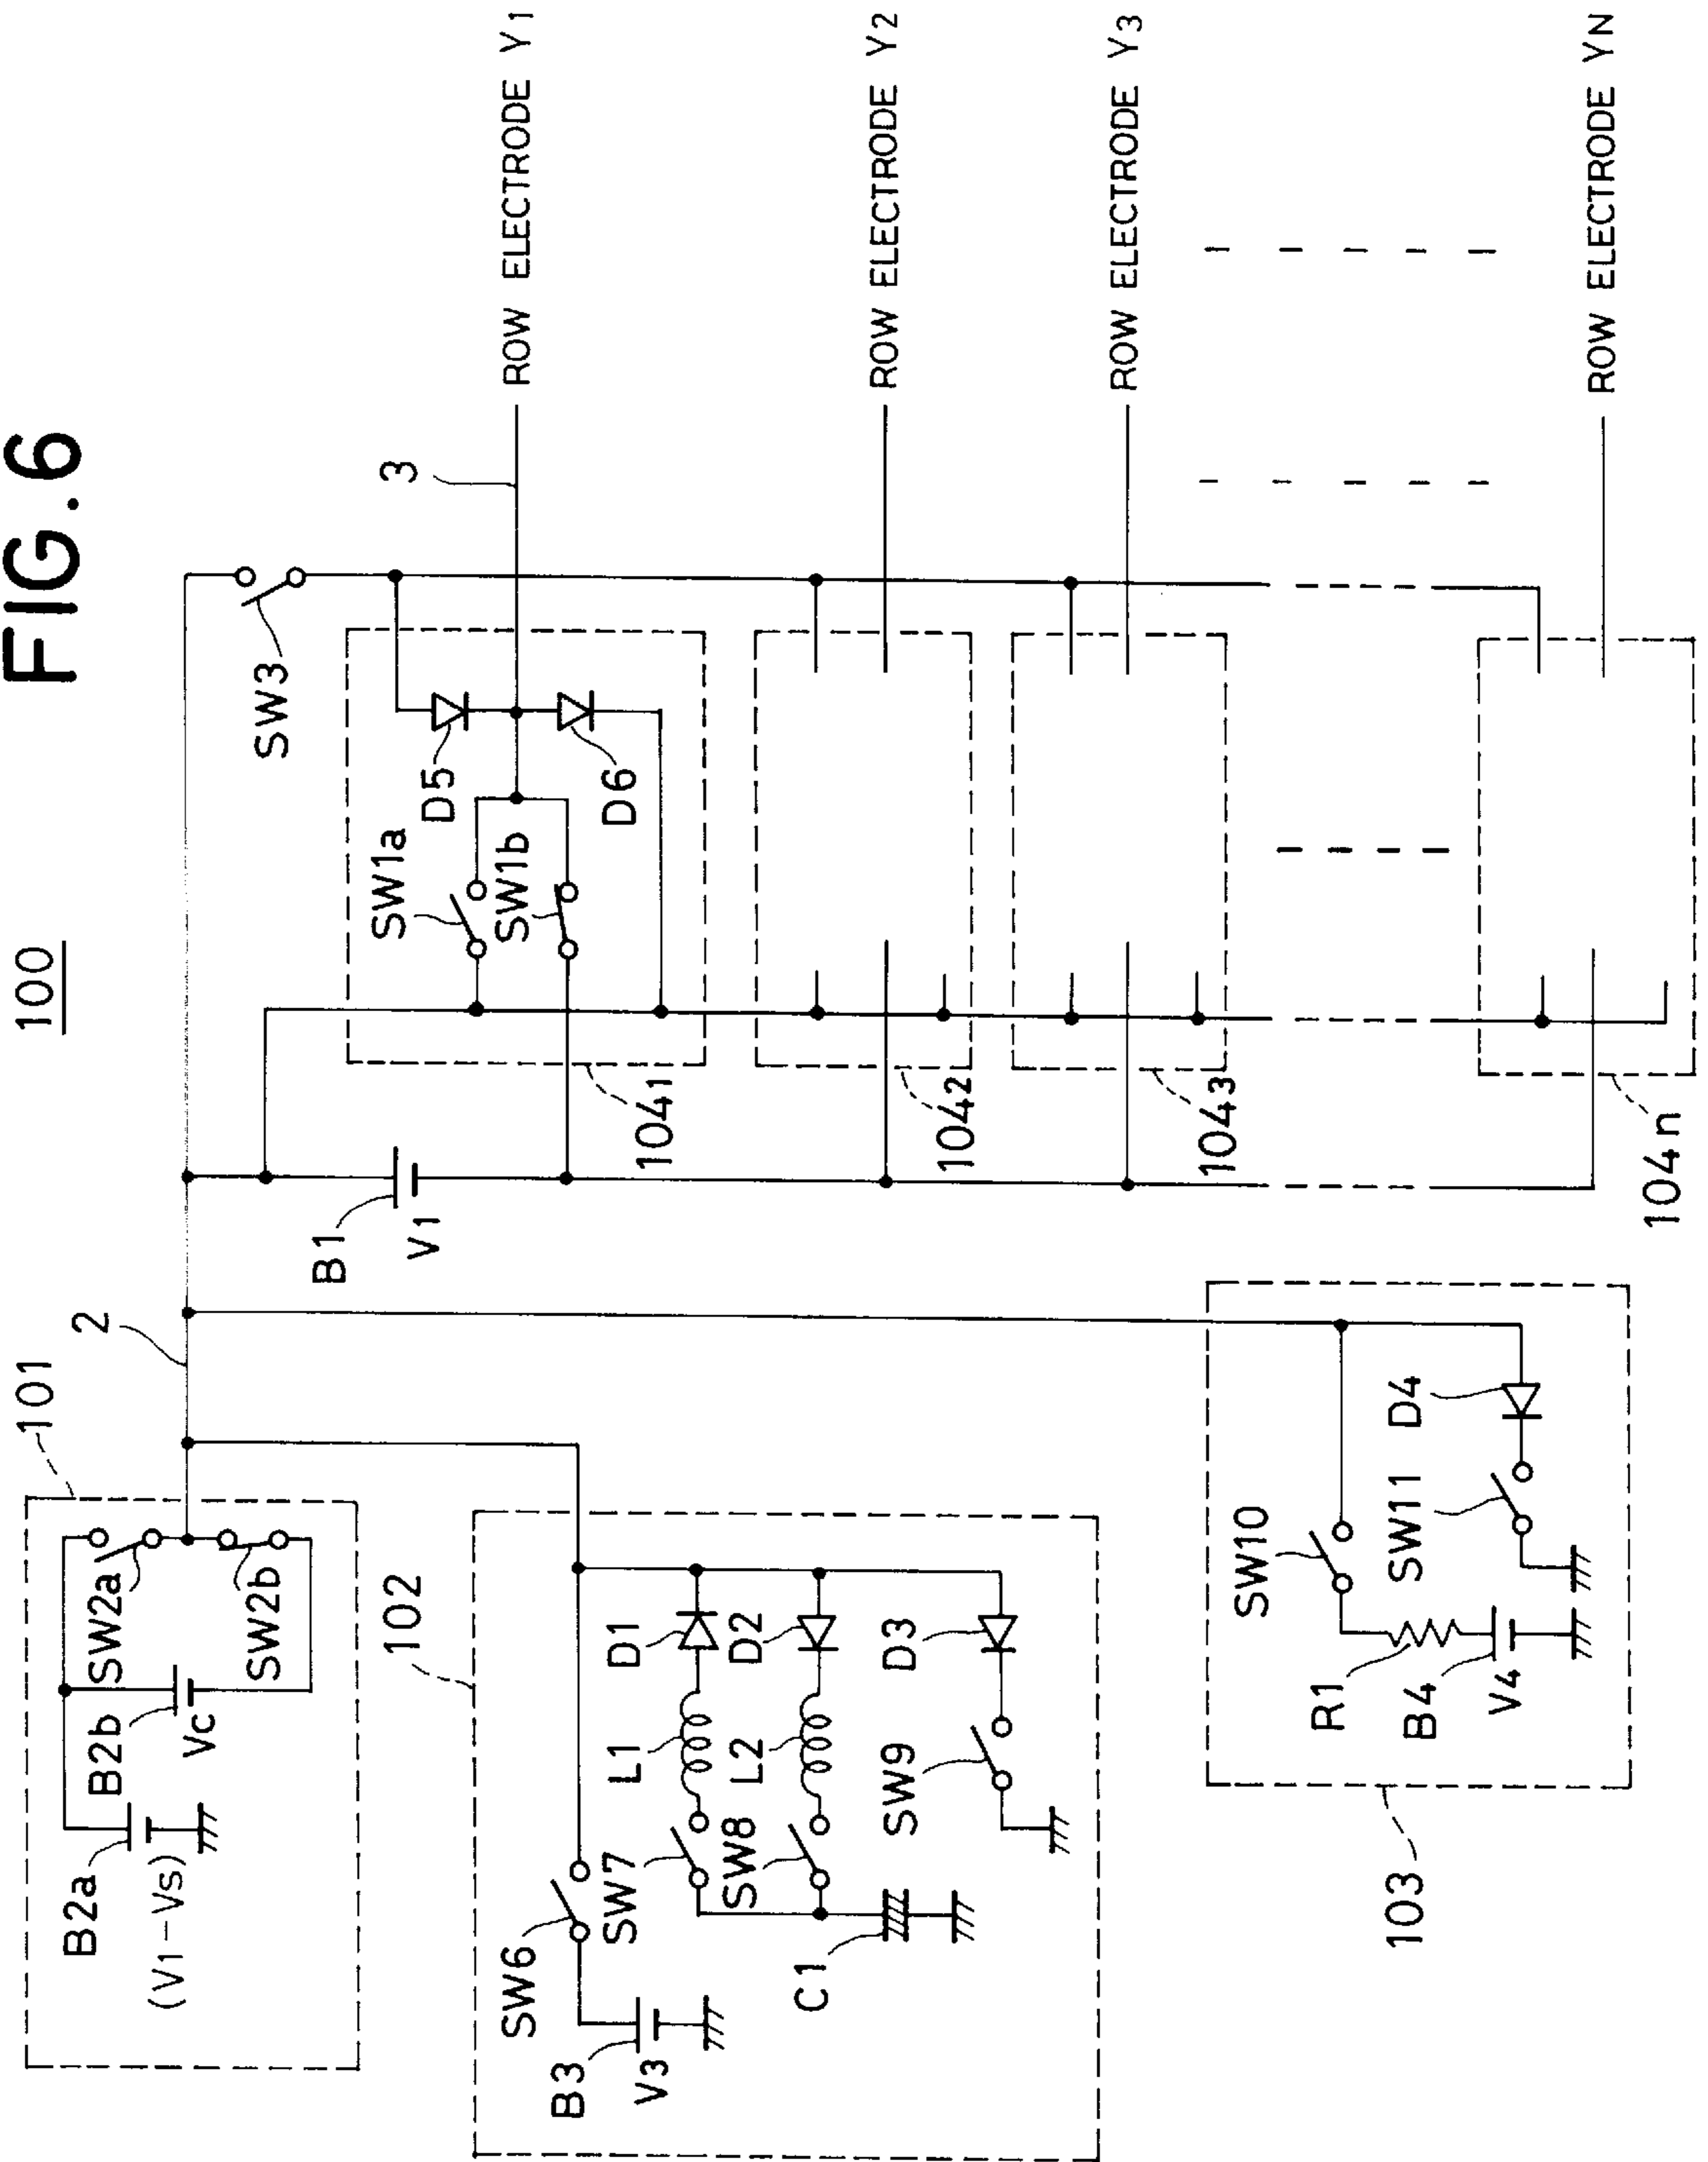 FIG.6
100
101
2
B2a
(V1-Vs)
B2b
Vc
SW2a
SW2b
102
SW6
B3
V3
SW7
L1
D1
SW8
L2
D2
C1
SW9
D3
103
SW10
R1
B4
V4
SW11
D4
B1
V1
SW3
SW1a
SW1b
D5
D6
3
1041
1042
1043
104n
ROW ELECTRODE Y1
ROW ELECTRODE Y2
ROW ELECTRODE Y3
ROW ELECTRODE YN